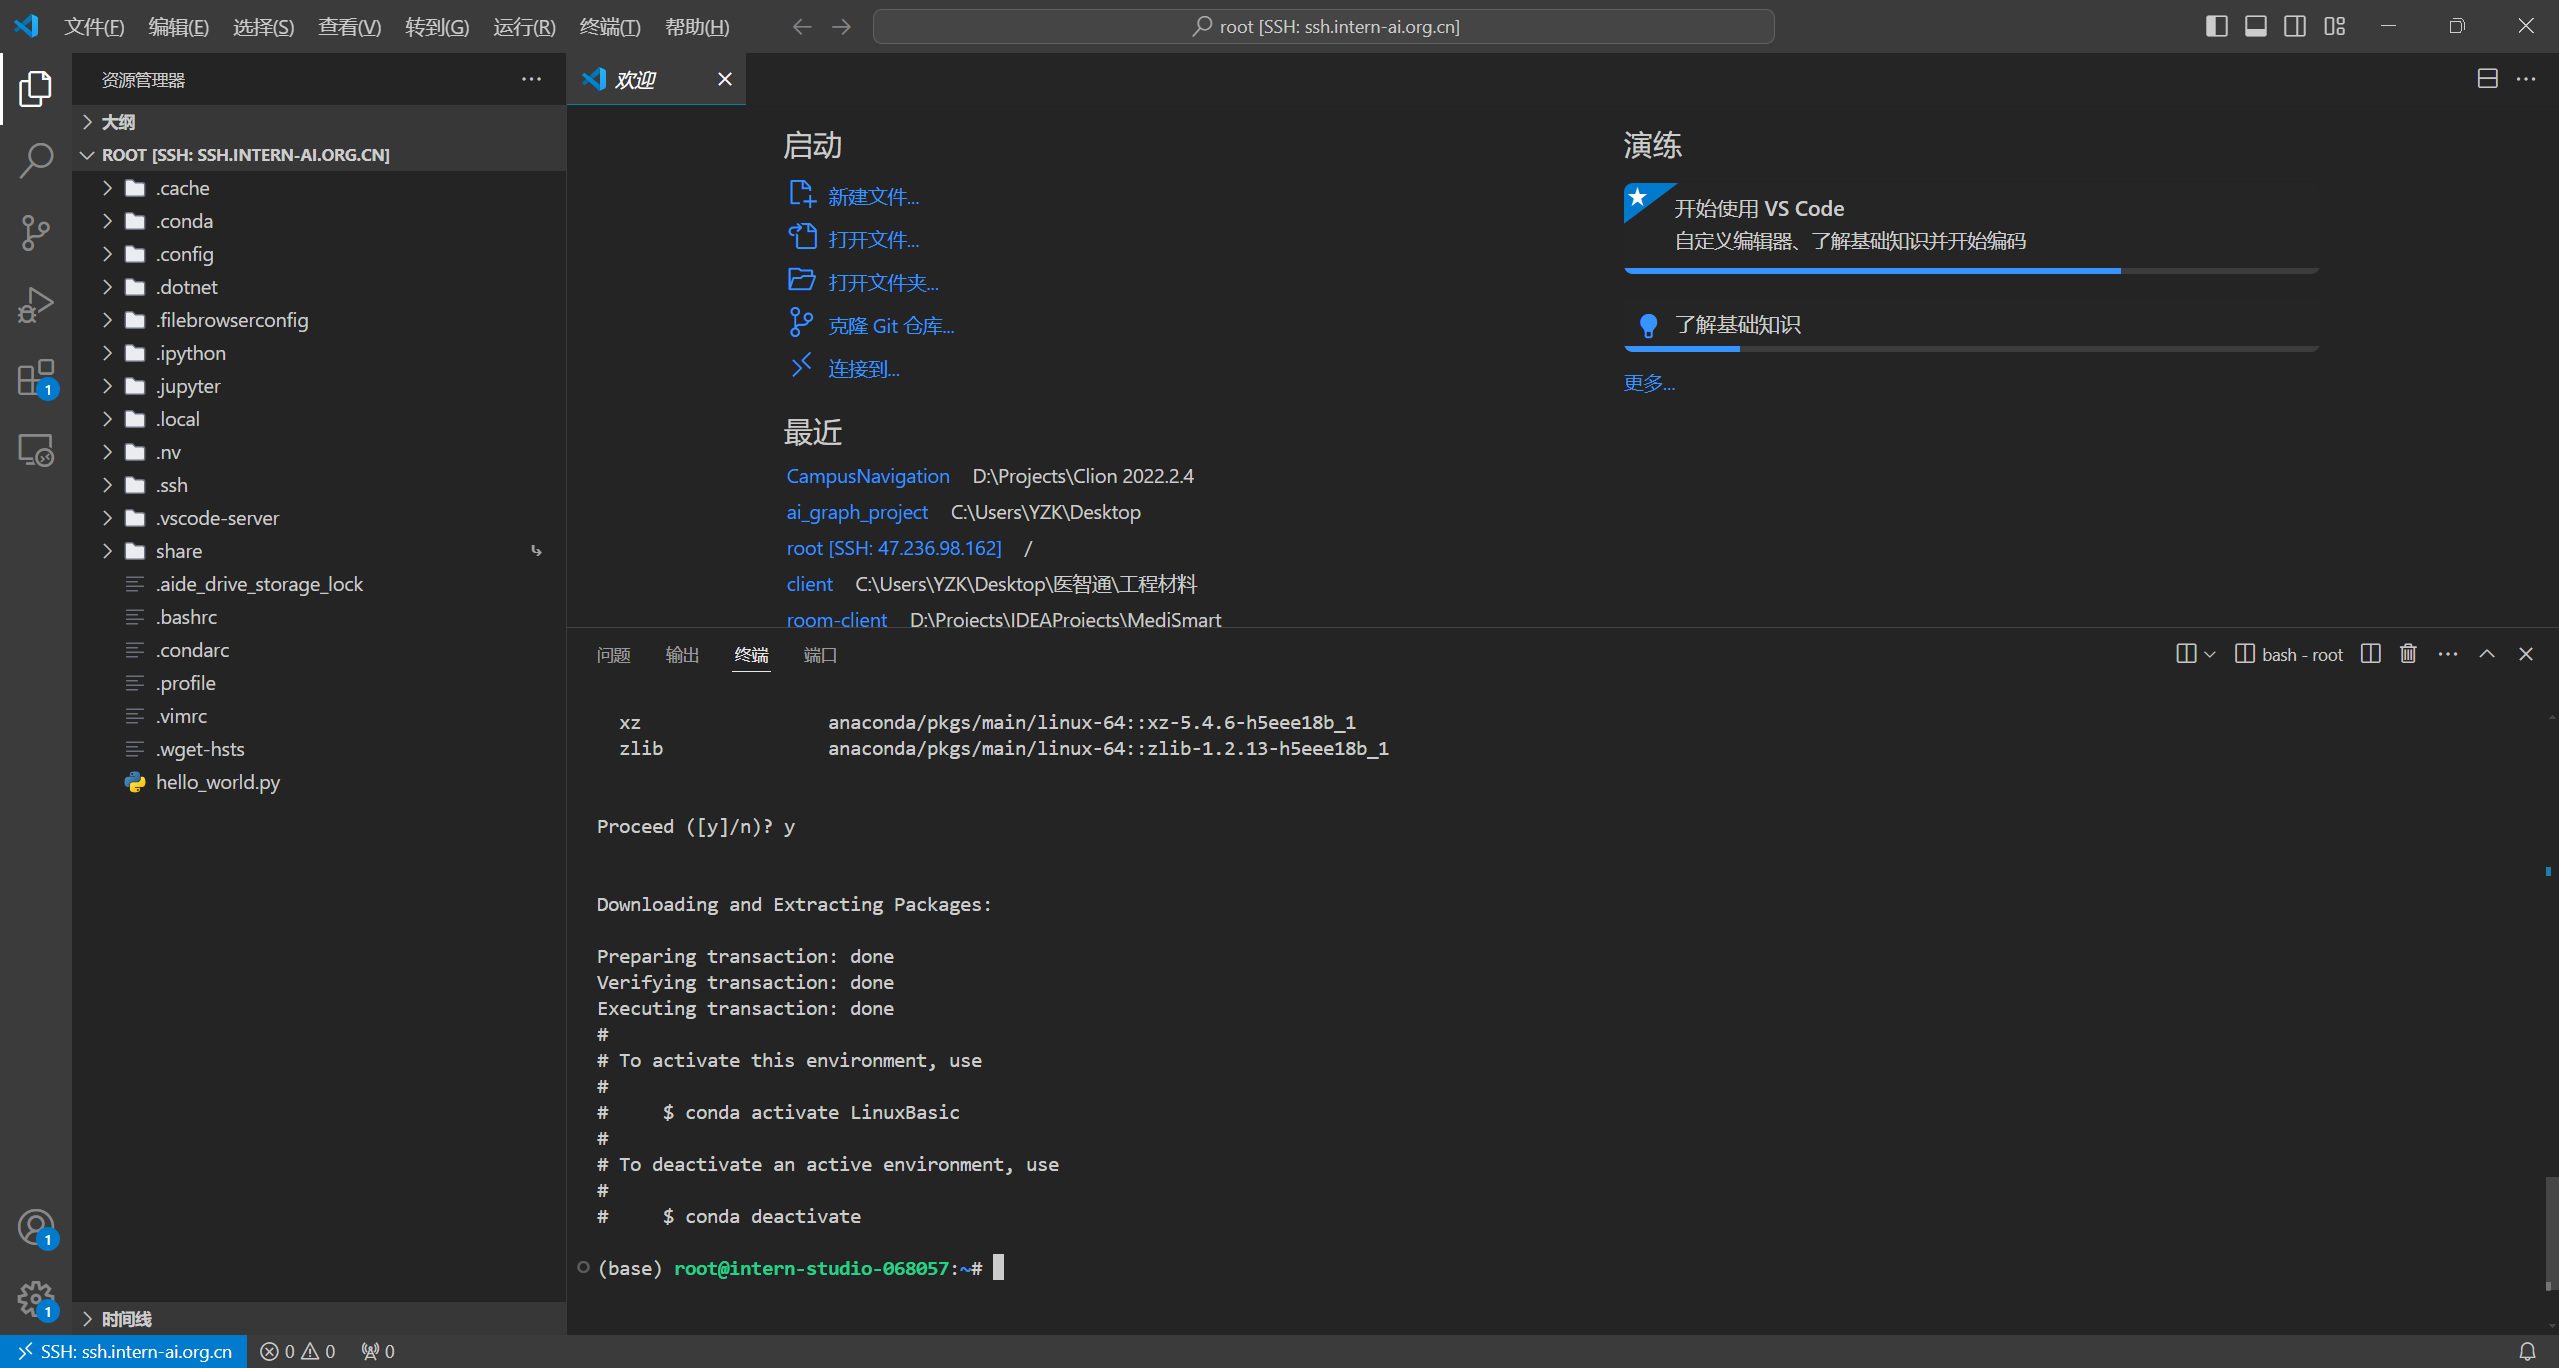 文件(F) 编辑(E) 选择(S) 查看(V) 转到(G) 运行(R) 终端(T) 帮助(H)
root [SSH: ssh.intern-ai.org.cn]
资源管理器
大纲
ROOT [SSH: SSH.INTERN-AI.ORG.CN]
.cache
.conda
.config
.dotnet
.filebrowserconfig
.ipython
.jupyter
.local
.nv
.ssh
.vscode-server
share
.aide_drive_storage_lock
.bashrc
.condarc
.profile
.vimrc
.wget-hsts
hello_world.py
时间线
1
1
1
欢迎
启动
新建文件...
打开文件...
打开文件夹...
克隆 Git 仓库...
连接到...
最近
CampusNavigation D:\Projects\Clion 2022.2.4
ai_graph_project C:\Users\YZK\Desktop
root [SSH: 47.236.98.162] /
client C:\Users\YZK\Desktop\医智通\工程材料
room-client D:\Projects\IDEAProjects\MediSmart
演练
开始使用 VS Code
自定义编辑器、了解基础知识并开始编码
了解基础知识
更多...
问题 输出 终端 端口
bash - root
xz anaconda/pkgs/main/linux-64::xz-5.4.6-h5eee18b_1
zlib anaconda/pkgs/main/linux-64::zlib-1.2.13-h5eee18b_1
Proceed ([y]/n)? y
Downloading and Extracting Packages:
Preparing transaction: done
Verifying transaction: done
Executing transaction: done
#
# To activate this environment, use
#
# $ conda activate LinuxBasic
#
# To deactivate an active environment, use
#
# $ conda deactivate
(base) root@intern-studio-068057:~#
SSH: ssh.intern-ai.org.cn 0 0 0